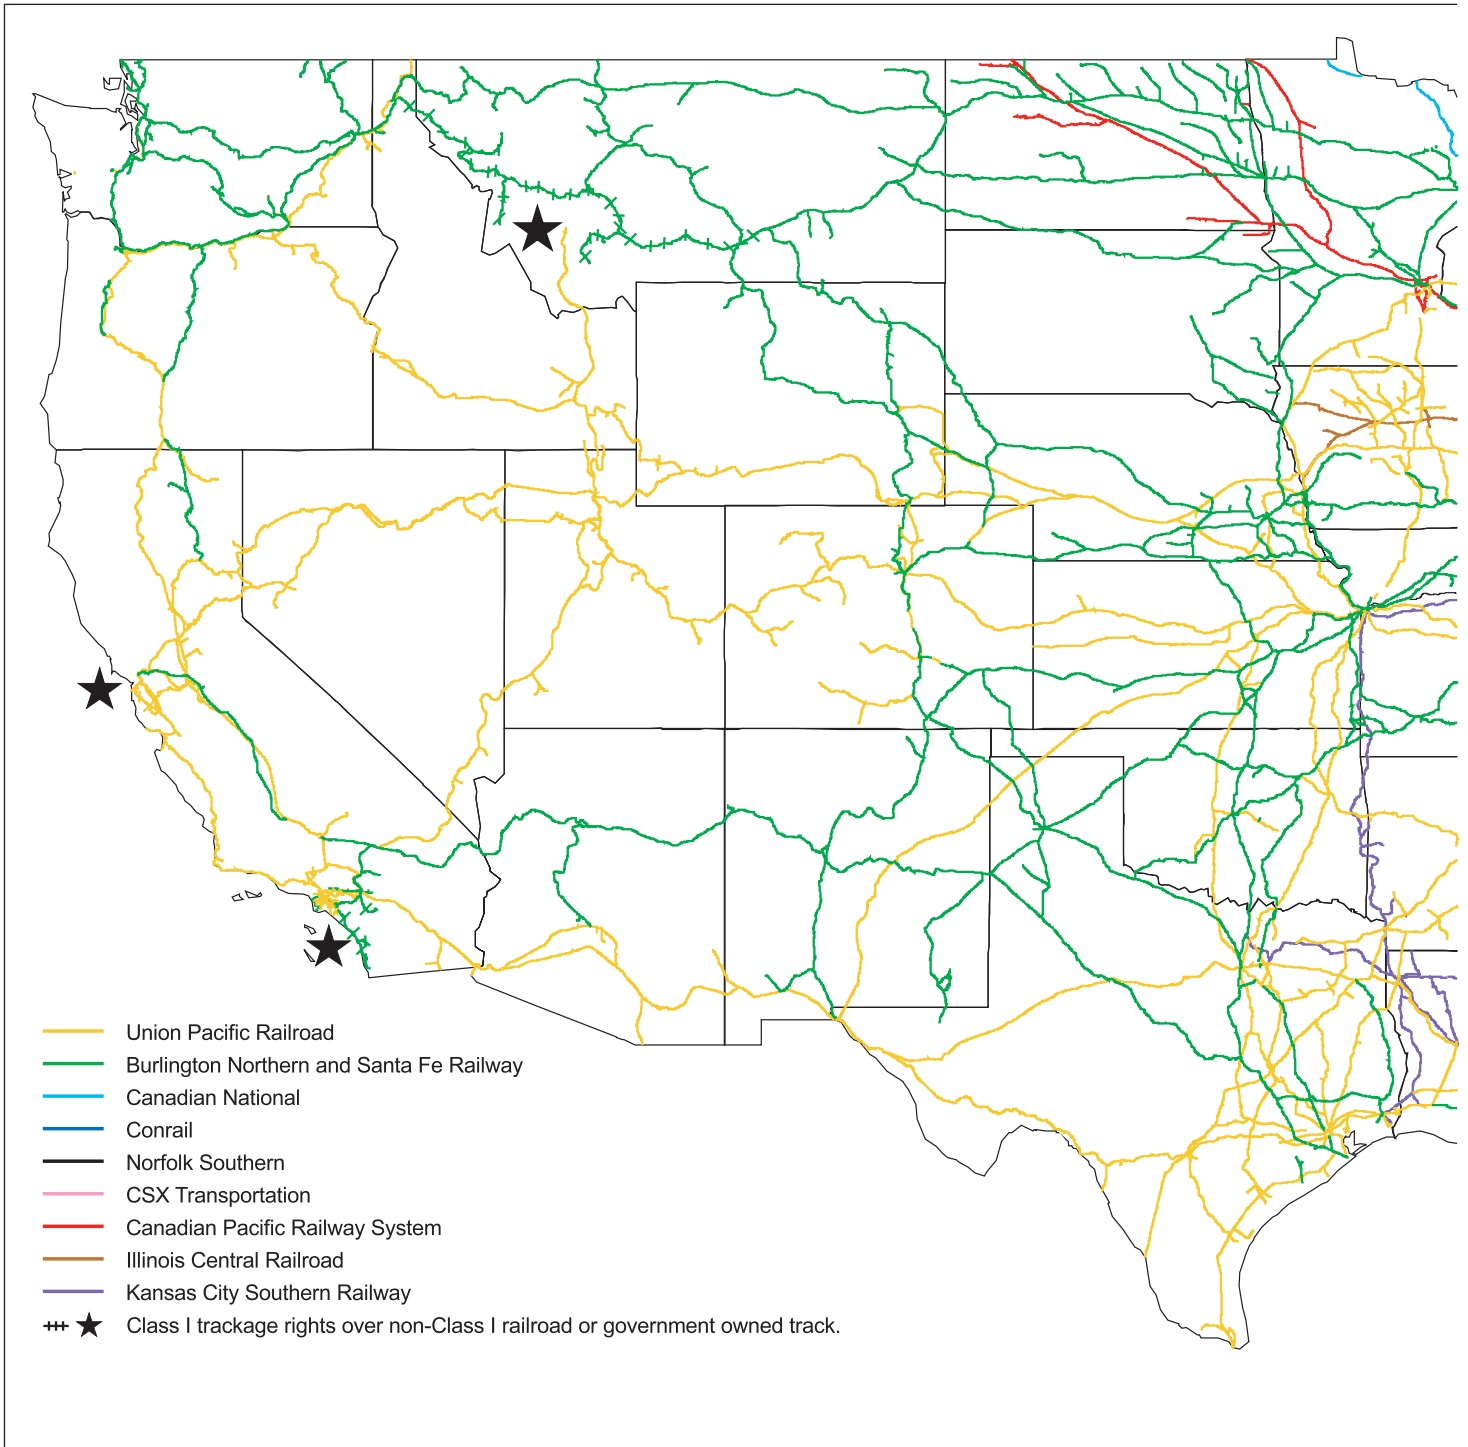 Union Pacific Railroad
Burlington Northern and Santa Fe Railway
Canadian National
Conrail
Norfolk Southern
CSX Transportation
Canadian Pacific Railway System
Illinois Central Railroad
Kansas City Southern Railway
Class I trackage rights over non-Class I railroad or government owned track.